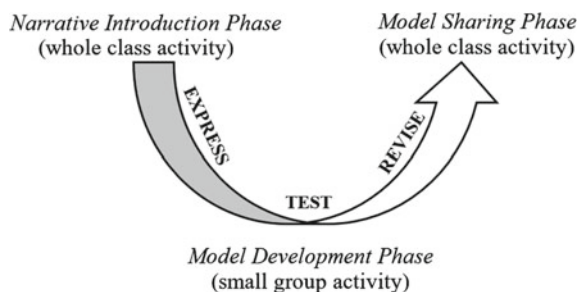 Narrative Introduction Phase
(whole class activity)
Model Sharing Phase
(whole class activity)
EXPRESS
TEST
REVISE
Model Development Phase
(small group activity)